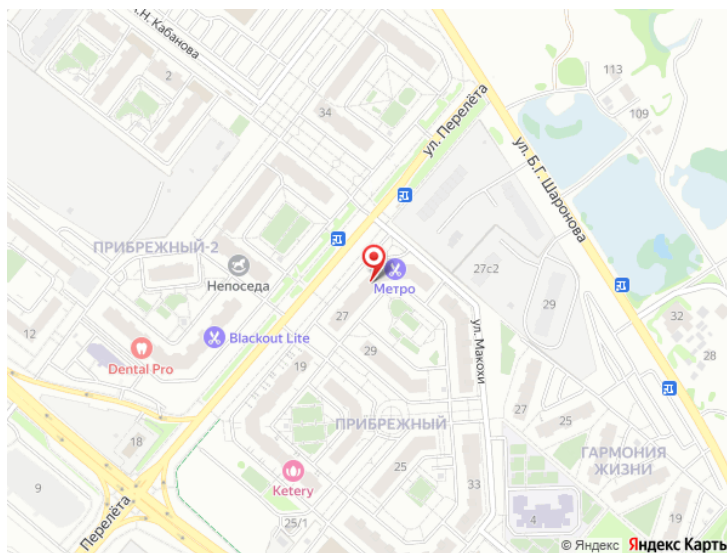 .Н. Кабанова
9
2
34
113
109
ул. Перелёта
ул. Б.Г. Шаронова
ПРИБРЕЖНЫЙ-2
Непоседа
Метро
27с2
29
27
12
Dental Pro
Blackout Lite
ул. Макохи
32
28
19
29
27
25
18
ПРИБРЕЖНЫЙ
ГАРМОНИЯ
ЖИЗНИ
9
Ketery
25
33
25/1
4
19
Перелёта
© Яндекс Яндекс Карты